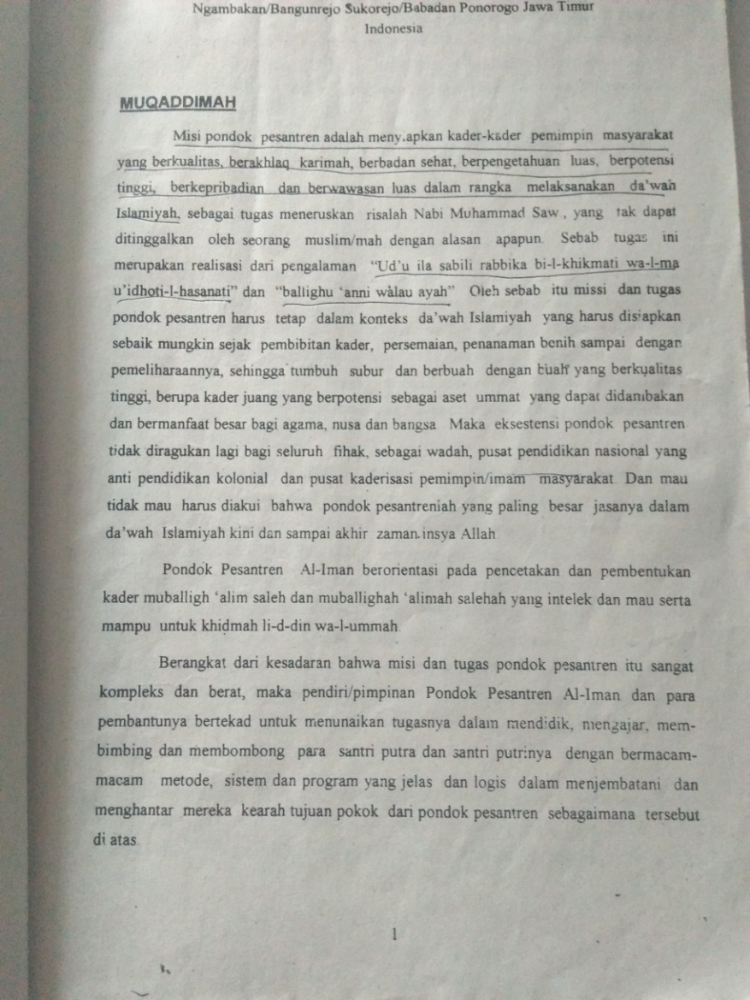 Ngambakan/Bangunrejo Sukorejo/Babadan Ponorogo Jawa Timur
Indonesia
MUQADDIMAH
Misi pondok pesantren adalah menyiapkan kader-kader pemimpin masyarakat
yang berkualitas, berakhlaq karimah, berbadan sehat, berpengetahuan luas, berpotensi
tinggi, berkepribadian dan berwawasan luas dalam rangka melaksanakan da'wah
Islamiyah, sebagai tugas meneruskan risalah Nabi Muhammad Saw, yang tak dapat
ditinggalkan oleh seorang muslim/mah dengan alasan apapun. Sebab tugas ini
merupakan realisasi dari pengalaman "Ud'u ila sabili rabbika bi-l-khikmati wa-l-ma
u'idhoti-l-hasanati" dan "ballighu 'anni walau ayah" Oleh sebab itu missi dan tugas
pondok pesantren harus tetap dalam konteks da'wah Islamiyah yang harus disiapkan
sebaik mungkin sejak pembibitan kader, persemaian, penanaman benih sampai dengan
pemeliharaannya, sehingga tumbuh subur dan berbuah dengan buah yang berkualitas
tinggi, berupa kader juang yang berpotensi sebagai aset ummat yang dapat didambakan
dan bermanfaat besar bagi agama, nusa dan bangsa. Maka eksestensi pondok pesantren
tidak diragukan lagi bagi seluruh fihak, sebagai wadah, pusat pendidikan nasional yang
anti pendidikan kolonial dan pusat kaderisasi pemimpin/imam masyarakat. Dan mau
tidak mau harus diakui bahwa pondok pesantrenlah yang paling besar jasanya dalam
da'wah Islamiyah kini dan sampai akhir zaman insya Allah.
Pondok Pesantren Al-Iman berorientasi pada pencetakan dan pembentukan
kader muballigh 'alim saleh dan muballighah 'alimah salehah yang intelek dan mau serta
mampu untuk khidmah li-d-din wa-l-ummah.
Berangkat dari kesadaran bahwa misi dan tugas pondok pesantren itu sangat
kompleks dan berat, maka pendiri/pimpinan Pondok Pesantren Al-Iman dan para
pembantunya bertekad untuk menunaikan tugasnya dalam mendidik, mengajar, mem-
bimbing dan membombong para santri putra dan santri putrinya dengan bermacam-
macam metode, sistem dan program yang jelas dan logis dalam menjembatani dan
menghantar mereka kearah tujuan pokok dari pondok pesantren sebagaimana tersebut
di atas.
1